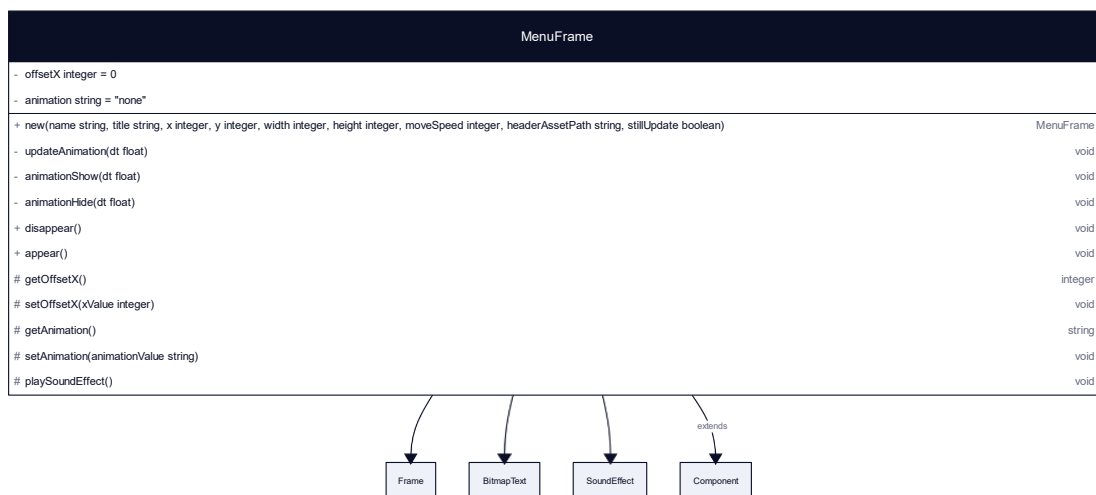 MenuFrame
- offsetX integer = 0
- animation string = "none"
+ new(name string, title string, x integer, y integer, width integer, height integer, moveSpeed integer, headerAssetPath string, stillUpdate boolean) MenuFrame
- updateAnimation(dt float) void
- animationShow(dt float) void
- animationHide(dt float) void
+ disappear() void
+ appear() void
# getOffsetX() integer
# setOffsetX(xValue integer) void
# getAnimation() string
# setAnimation(animationValue string) void
# playSoundEffect() void
extends
Frame BitmapText SoundEffect Component